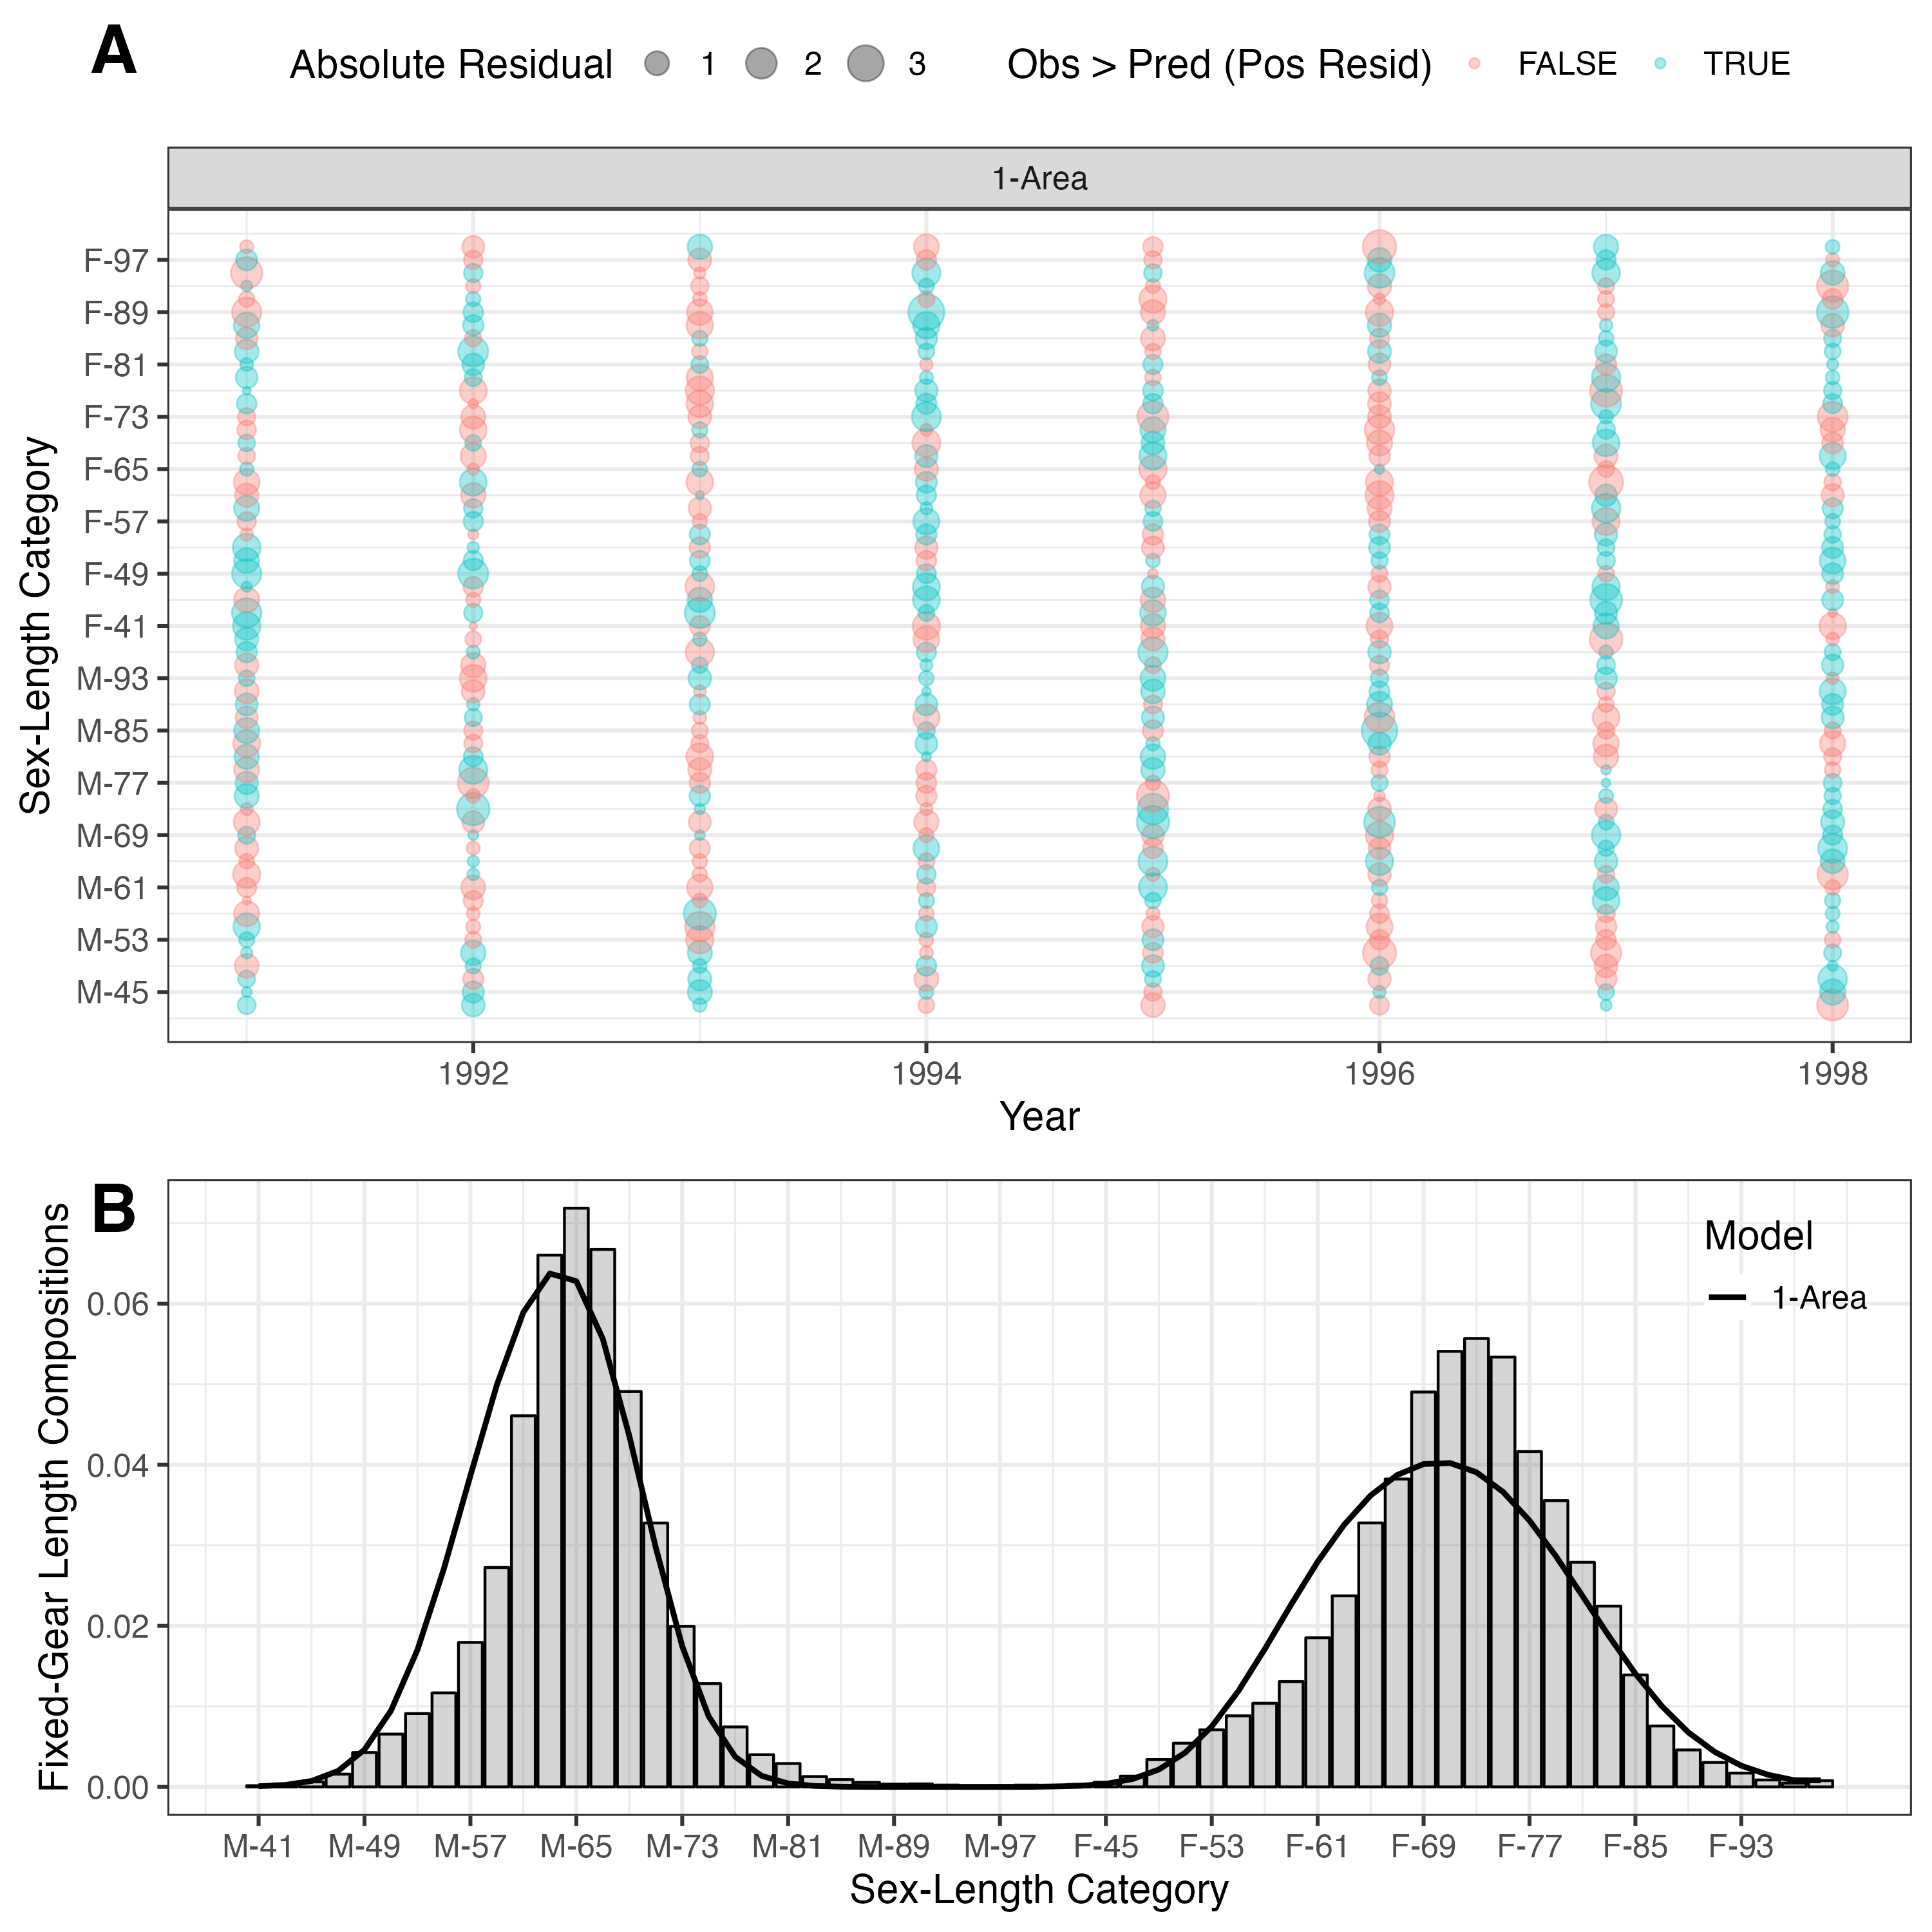 A
Absolute Residual 1 2 3 Obs > Pred (Pos Resid) FALSE TRUE
1-Area
Sex-Length Category
F-97
F-89
F-81
F-73
F-65
F-57
F-49
F-41
M-93
M-85
M-77
M-69
M-61
M-53
M-45
1992 1994 1996 1998
Year
B
Fixed-Gear Length Compositions
Model
1-Area
0.06
0.04
0.02
0.00
M-41 M-49 M-57 M-65 M-73 M-81 M-89 M-97 F-45 F-53 F-61 F-69 F-77 F-85 F-93
Sex-Length Category